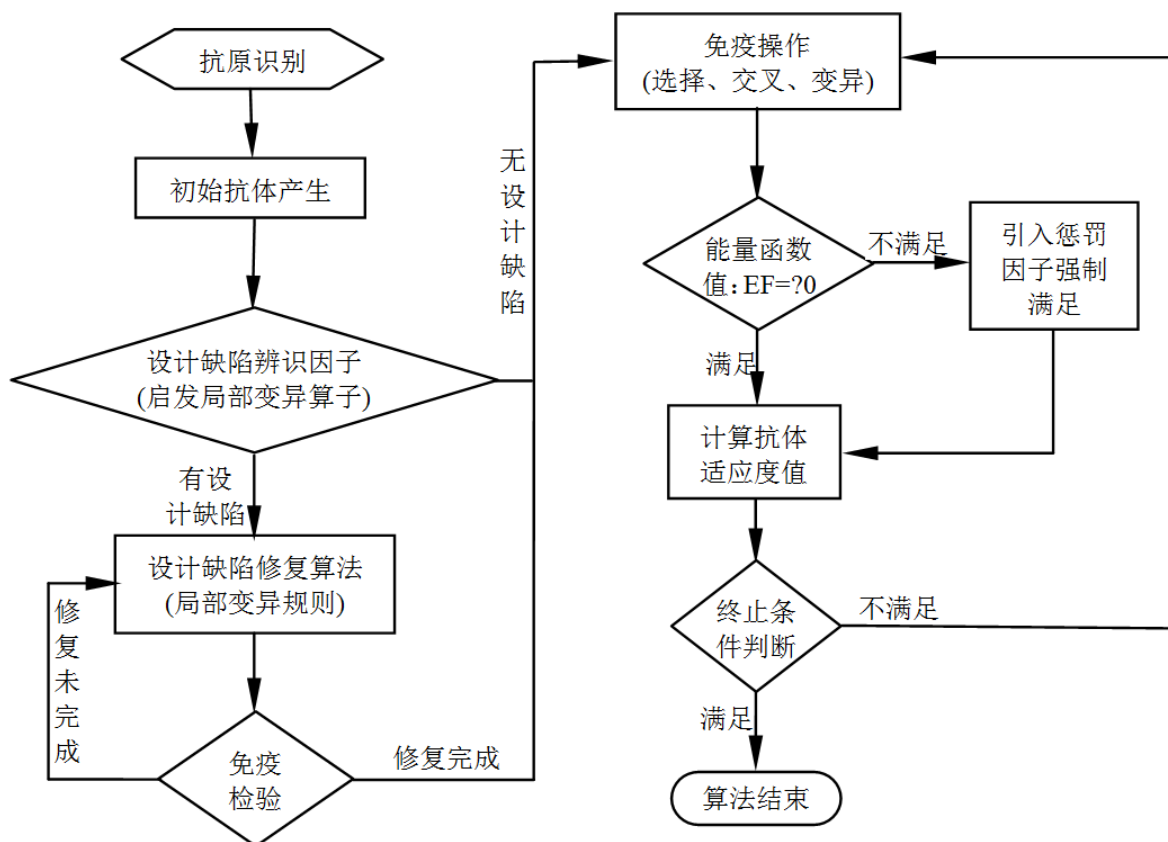 抗原识别
初始抗体产生
设计缺陷辨识因子
(启发局部变异算子)
有设
计缺陷
设计缺陷修复算法
(局部变异规则)
修复未完成
免疫
检验
修复完成
无设计缺陷
免疫操作
(选择、交叉、变异)
能量函数
值：EF=?0
不满足
引入惩罚
因子强制
满足
满足
计算抗体
适应度值
终止条
件判断
不满足
满足
算法结束